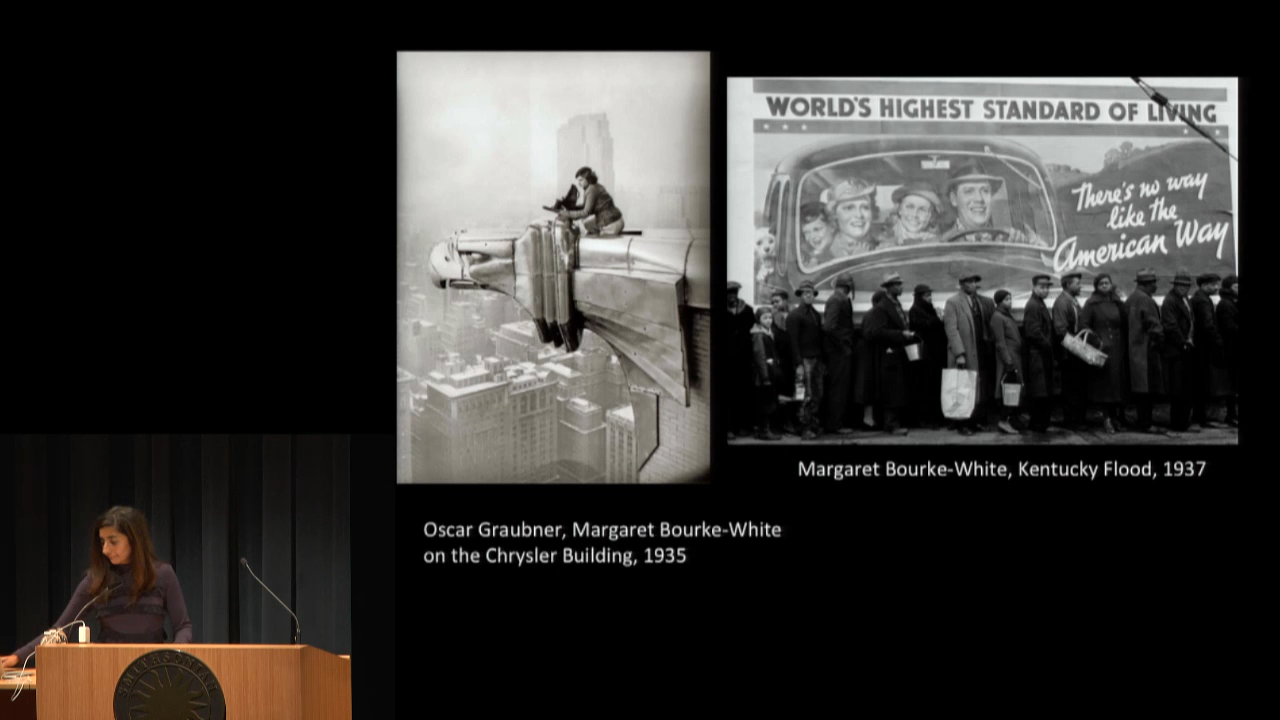 WORLD'S HIGHEST STANDARD OF LIVING
There's no way
like the
American Way
Margaret Bourke-White, Kentucky Flood, 1937
Oscar Graubner, Margaret Bourke-White
on the Chrysler Building, 1935
SMITHSONIAN